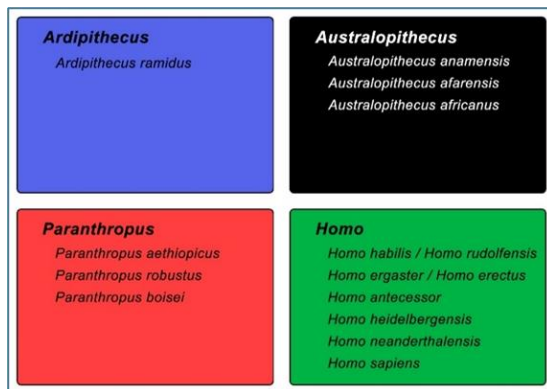 Ardipithecus
Ardipithecus ramidus
Australopithecus
Australopithecus anamensis
Australopithecus afarensis
Australopithecus africanus
Paranthropus
Paranthropus aethiopicus
Paranthropus robustus
Paranthropus boisei
Homo
Homo habilis / Homo rudolfensis
Homo ergaster / Homo erectus
Homo antecessor
Homo heidelbergensis
Homo neanderthalensis
Homo sapiens